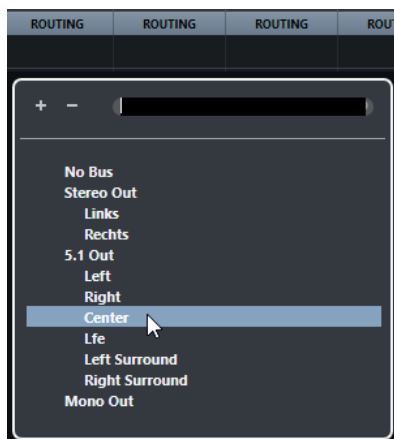 ROUTING ROUTING ROUTING ROU
+ −
No Bus
Stereo Out
Links
Rechts
5.1 Out
Left
Right
Center
Lfe
Left Surround
Right Surround
Mono Out